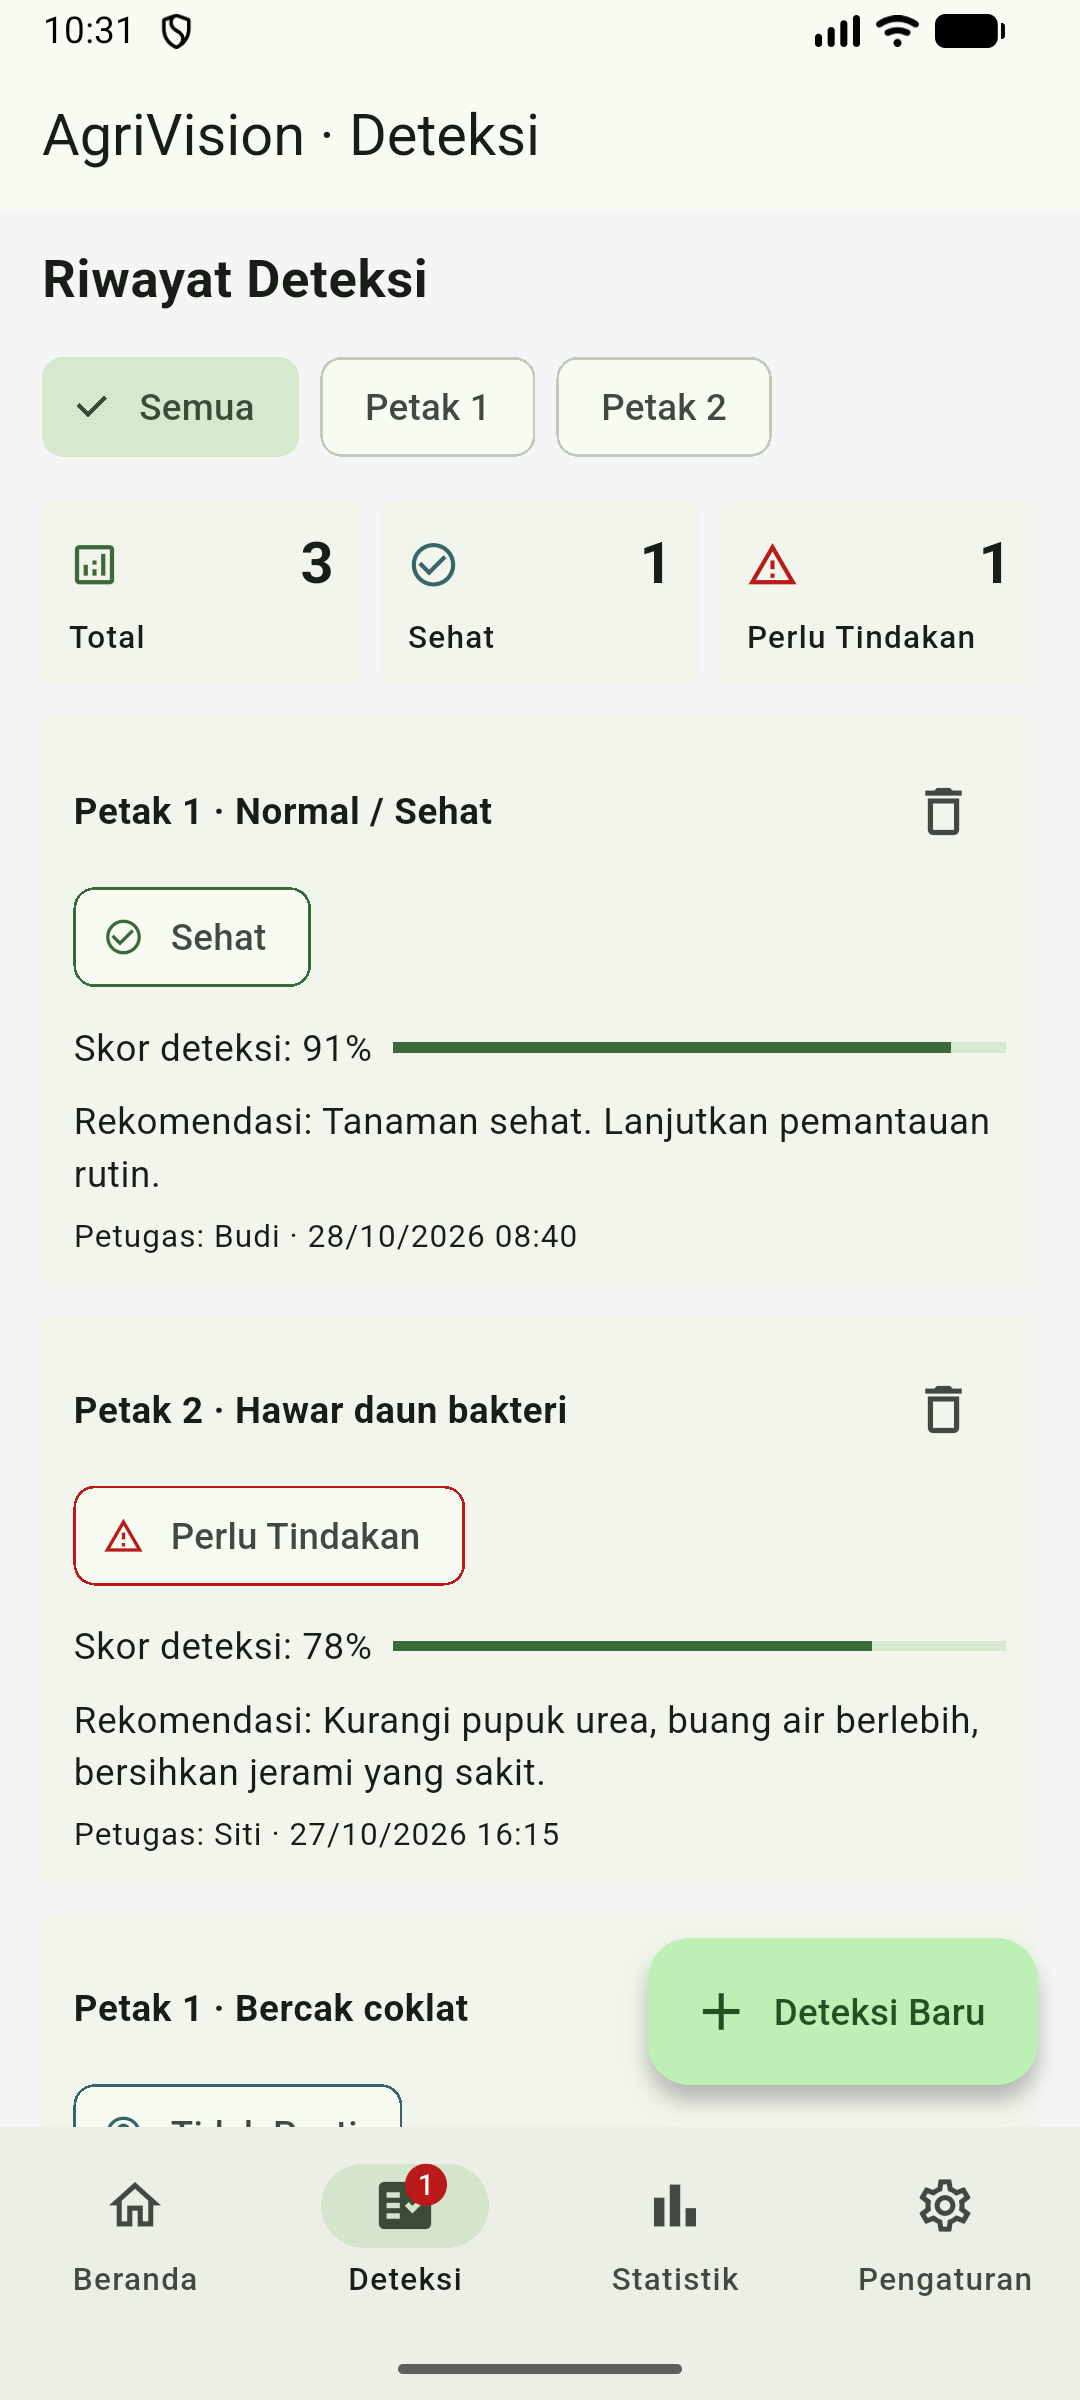 10:31
AgriVision · Deteksi
Riwayat Deteksi
Semua
Petak 1
Petak 2
3
Total
1
Sehat
1
Perlu Tindakan
Petak 1 · Normal / Sehat
Sehat
Skor deteksi: 91%
Rekomendasi: Tanaman sehat. Lanjutkan pemantauan
rutin.
Petugas: Budi · 28/10/2026 08:40
Petak 2 · Hawar daun bakteri
Perlu Tindakan
Skor deteksi: 78%
Rekomendasi: Kurangi pupuk urea, buang air berlebih,
bersihkan jerami yang sakit.
Petugas: Siti · 27/10/2026 16:15
Petak 1 · Bercak coklat
Deteksi Baru
1
Beranda
Deteksi
Statistik
Pengaturan